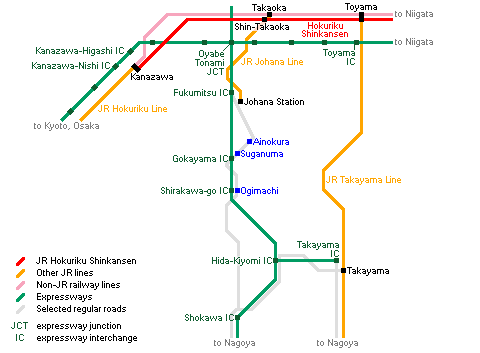 Takaoka
Toyama
to Niigata
Shin-Takaoka
Hokuriku
Shinkansen
Kanazawa-Higashi IC
to Niigata
Kanazawa-Nishi IC
Oyabe
Tonami
JCT
JR Johana Line
Toyama
IC
Kanazawa
Fukumitsu IC
JR Hokuriku Line
Johana Station
to Kyoto, Osaka
Ainokura
Suganuma
Gokayama IC
JR Takayama Line
Shirakawa-go IC
Ogimachi
Takayama
IC
Hida-Kiyomi IC
Takayama
JR Hokuriku Shinkansen
Other JR lines
Non-JR railway lines
Expressways
Selected regular roads
JCT expressway junction
IC expressway interchange
Shokawa IC
to Nagoya
to Nagoya